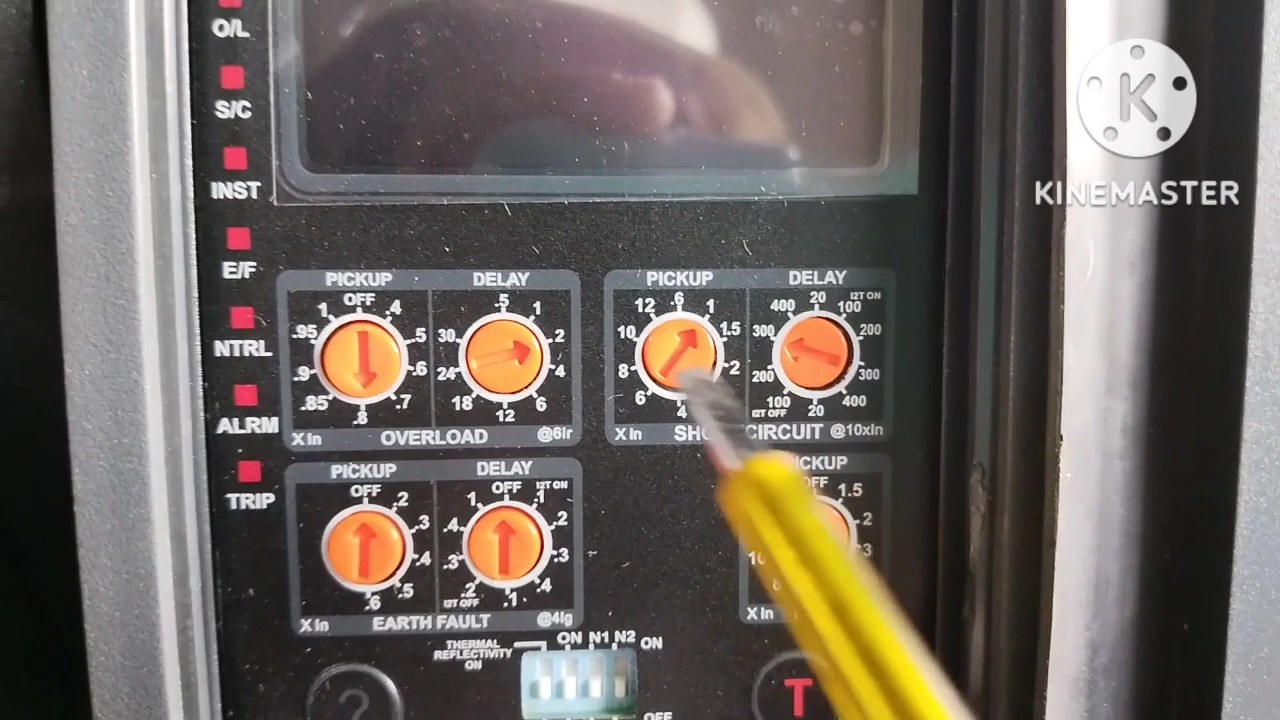 O/L
S/C
INST
E/F
NTRL
ALRM
TRIP
K
KINEMASTER
PICKUP DELAY
OFF .4 .5 .6 .7 .8 .85 .9 .95 1
.5 1 2 4 6 12 18 24 30
X In OVERLOAD @6Ir
PICKUP DELAY
.6 1 1.5 2 4 6 8 10 12
20 I2T ON 100 200 300 400 20 I2T OFF 100 200 300 400
X In CIRCUIT @10xIn
PICKUP DELAY
OFF .2 .3 .4 .5 .6
OFF I2T ON .1 .2 .3 .4 .1 I2T OFF .2 .3 .4 1
X In EARTH FAULT @4Ig
1.5 2 3
X In
THERMAL
REFLECTIVITY
ON
ON N1 N2 ON
OFF
?
T